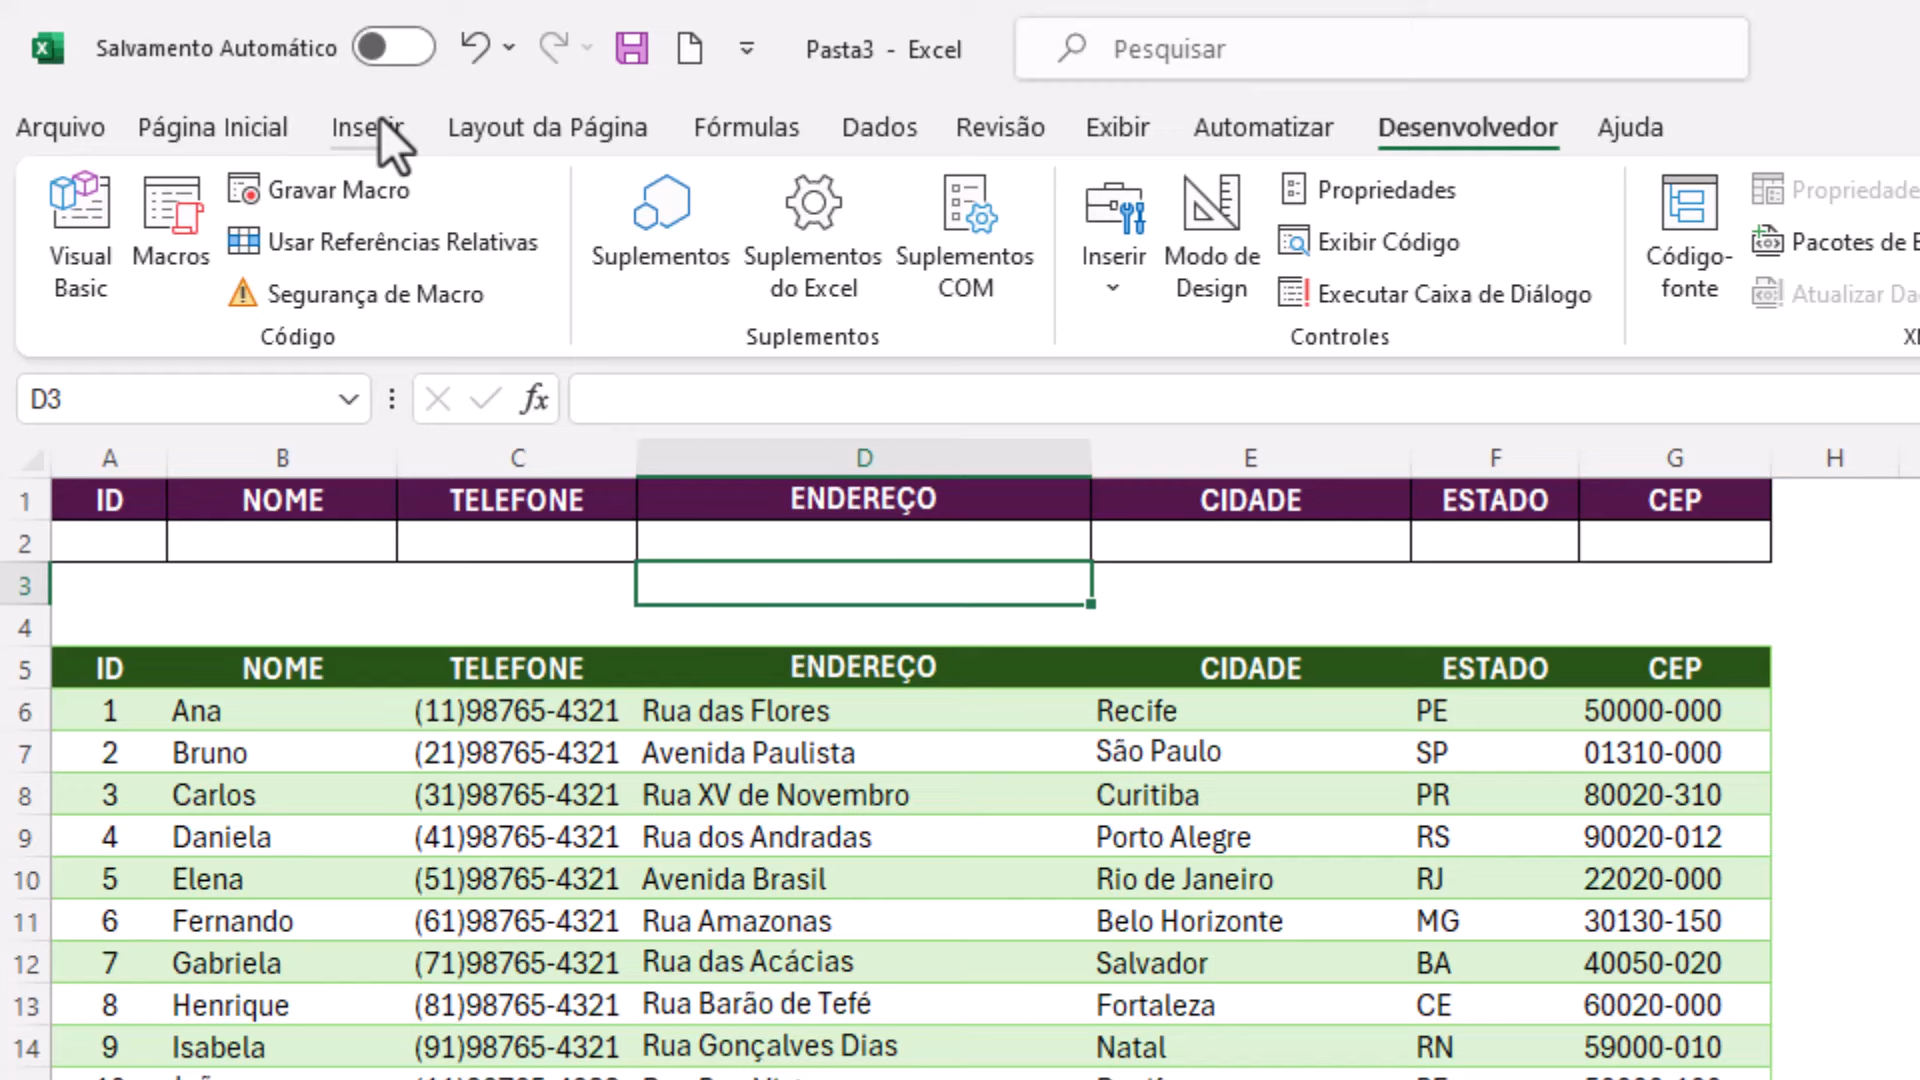 Salvamento Automático Pasta3 - Excel Pesquisar
Arquivo Página Inicial Inserir Layout da Página Fórmulas Dados Revisão Exibir Automatizar Desenvolvedor Ajuda
Visual Basic
Macros
Gravar Macro
Usar Referências Relativas
Segurança de Macro
Código
Suplementos
Suplementos do Excel
Suplementos COM
Suplementos
Inserir
Modo de Design
Propriedades
Exibir Código
Executar Caixa de Diálogo
Controles
Código-fonte
Propriedade
Pacotes de E
Atualizar Da
D3 fx
A B C D E F G H
1 ID NOME TELEFONE ENDEREÇO CIDADE ESTADO CEP
2
3
4
5 ID NOME TELEFONE ENDEREÇO CIDADE ESTADO CEP
6 1 Ana (11)98765-4321 Rua das Flores Recife PE 50000-000
7 2 Bruno (21)98765-4321 Avenida Paulista São Paulo SP 01310-000
8 3 Carlos (31)98765-4321 Rua XV de Novembro Curitiba PR 80020-310
9 4 Daniela (41)98765-4321 Rua dos Andradas Porto Alegre RS 90020-012
10 5 Elena (51)98765-4321 Avenida Brasil Rio de Janeiro RJ 22020-000
11 6 Fernando (61)98765-4321 Rua Amazonas Belo Horizonte MG 30130-150
12 7 Gabriela (71)98765-4321 Rua das Acácias Salvador BA 40050-020
13 8 Henrique (81)98765-4321 Rua Barão de Tefé Fortaleza CE 60020-000
14 9 Isabela (91)98765-4321 Rua Gonçalves Dias Natal RN 59000-010